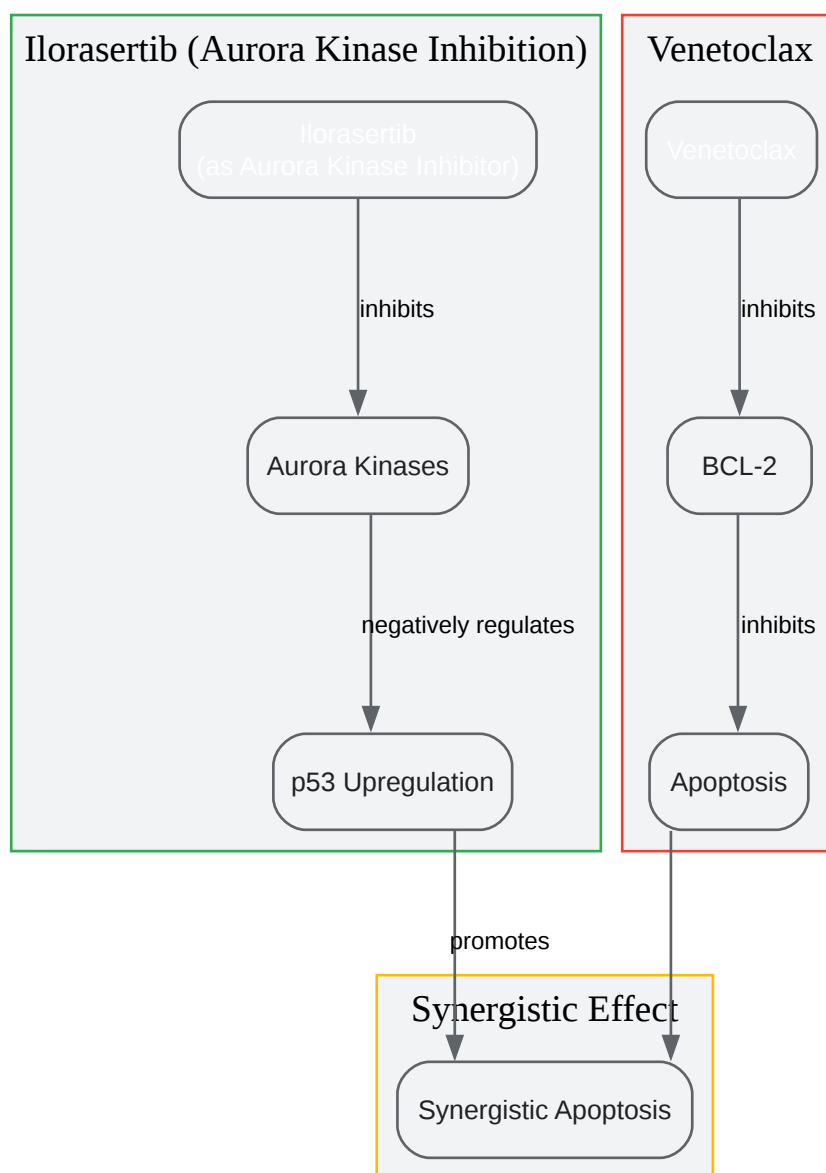 Ilorasertib (Aurora Kinase Inhibition)
Ilorasertib
(as Aurora Kinase Inhibitor)
inhibits
Aurora Kinases
negatively regulates
p53 Upregulation
promotes
Venetoclax
Venetoclax
inhibits
BCL-2
inhibits
Apoptosis
Synergistic Effect
Synergistic Apoptosis